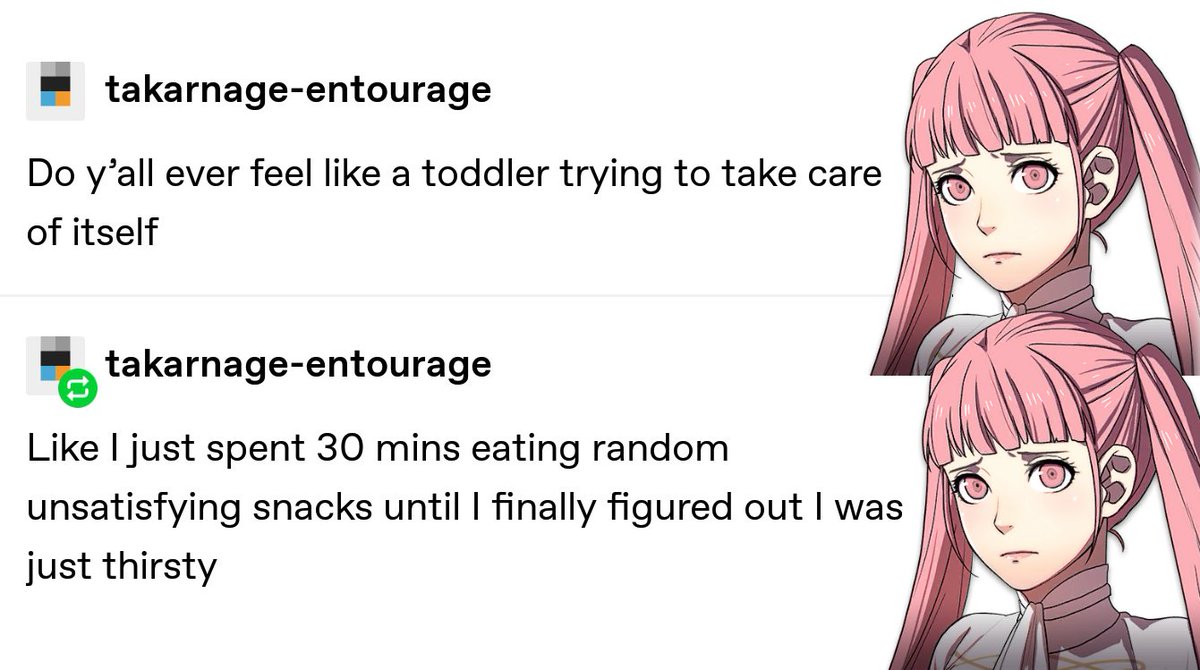 takarnage-entourage
Do y’all ever feel like a toddler trying to take care
of itself
takarnage-entourage
Like I just spent 30 mins eating random
unsatisfying snacks until I finally figured out I was
just thirsty